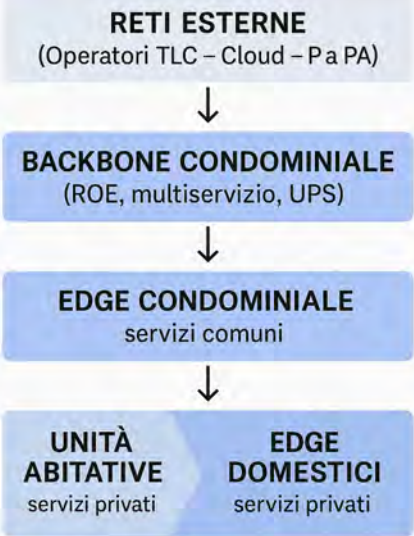 RETI ESTERNE
(Operatori TLC – Cloud – P a PA)
BACKBONE CONDOMINIALE
(ROE, multiservizio, UPS)
EDGE CONDOMINIALE
servizi comuni
UNITÀ
ABITATIVE
servizi privati
EDGE
DOMESTICI
servizi privati